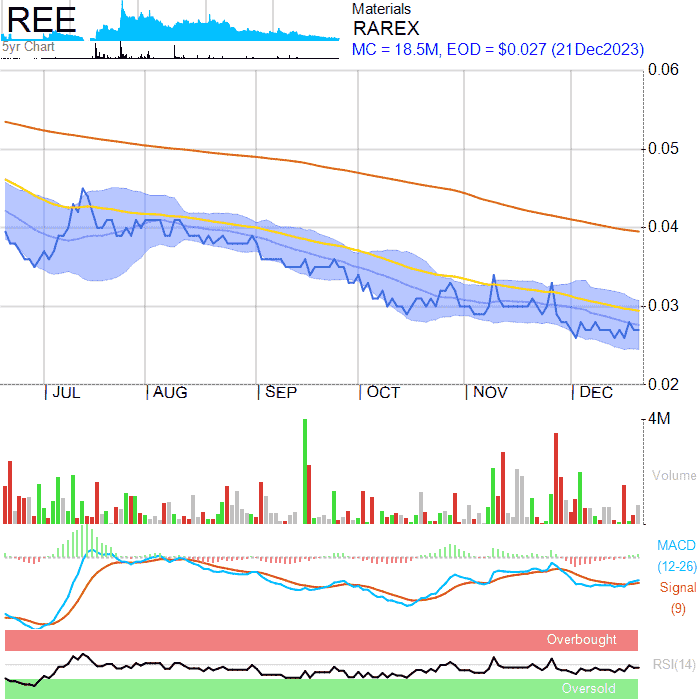 REE
5yr Chart
Materials
RAREX
MC = 18.5M, EOD = $0.027 (21Dec2023)
0.06
0.05
0.04
0.03
0.02
JUL AUG SEP OCT NOV DEC
4M
Volume
MACD
(12-26)
Signal
(9)
Overbought
RSI(14)
Oversold